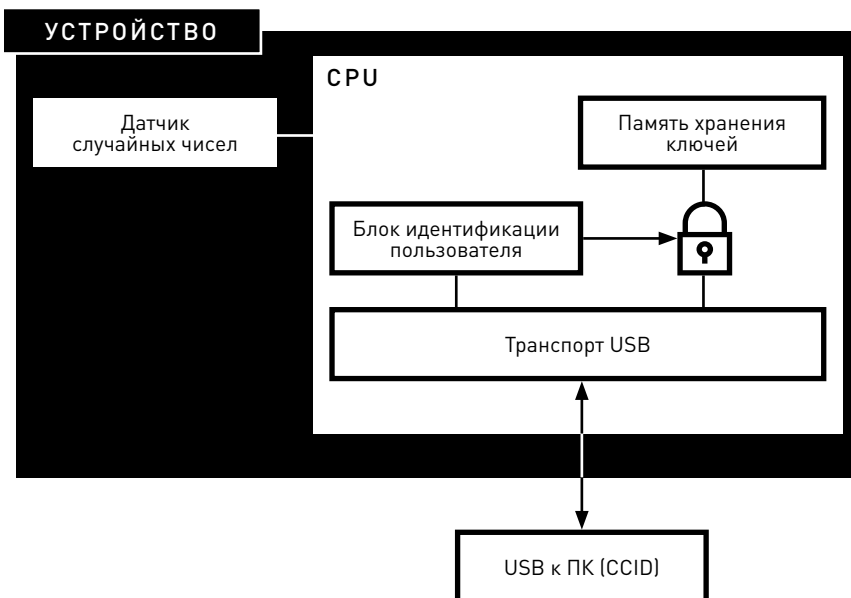 УСТРОЙСТВО
CPU
Датчик
случайных чисел
Память хранения
ключей
Блок идентификации
пользователя
Транспорт USB
USB к ПК (CCID)